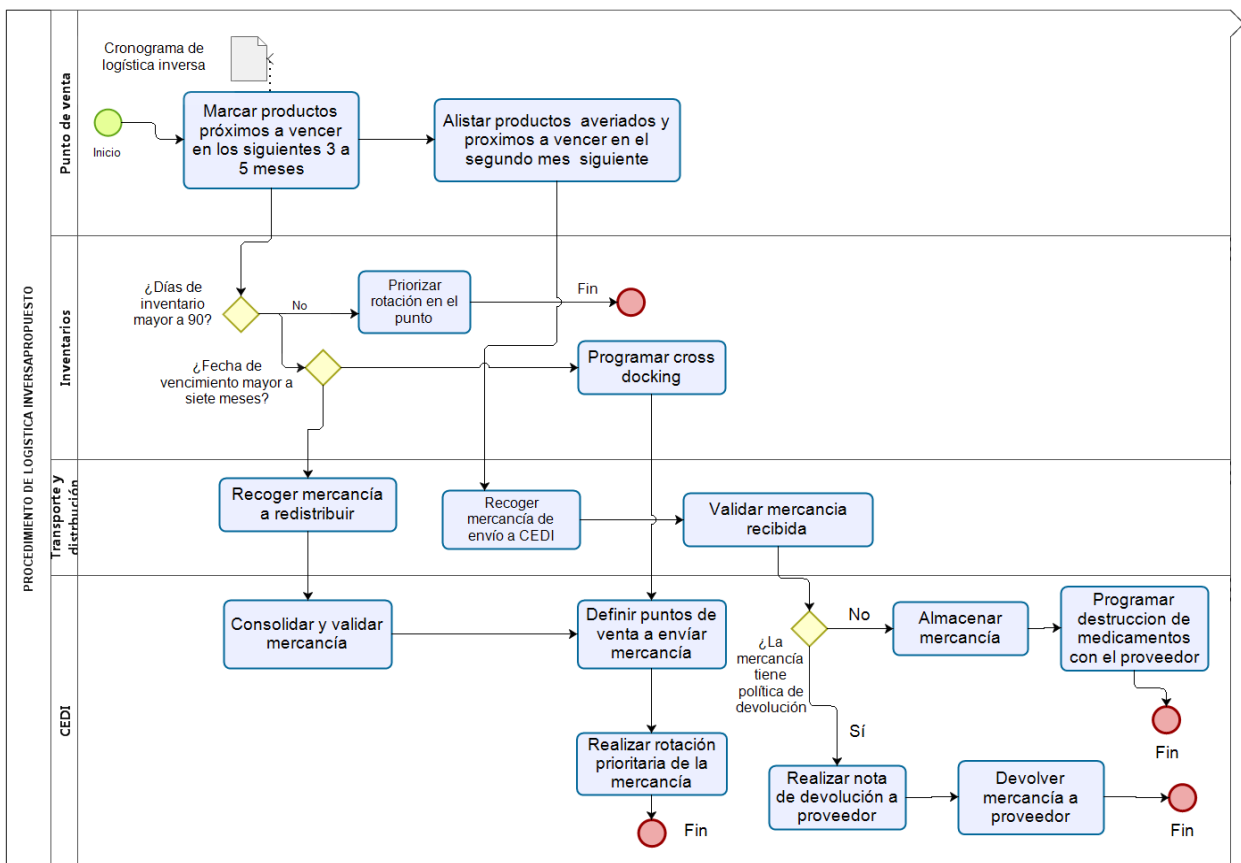 PROCEDIMIENTO DE LOGÍSTICA INVERSAPROPUESTO
Punto de venta
Cronograma de
logística inversa
Inicio
Marcar productos
próximos a vencer
en los siguientes 3 a
5 meses
Alistar productos averiados y
proximos a vencer en el
segundo mes siguiente
Inventarios
¿Días de
inventario
mayor a 90?
No
Priorizar
rotación en el
punto
Fin
¿Fecha de
vencimiento mayor a
siete meses?
Programar cross
docking
Transporte y
distrubución
Recoger mercancía
a redistribuir
Recoger
mercancía de
envío a CEDI
Validar mercancia
recibida
CEDI
Consolidar y validar
mercancía
Definir puntos de
venta a envíar
mercancía
Realizar rotación
prioritaria de la
mercancía
Fin
¿La
mercancía
tiene
política de
devolución
No
Almacenar
mercancía
Programar
destruccion de
medicamentos
con el proveedor
Fin
Sí
Realizar nota
de devolución a
proveedor
Devolver
mercancía a
proveedor
Fin